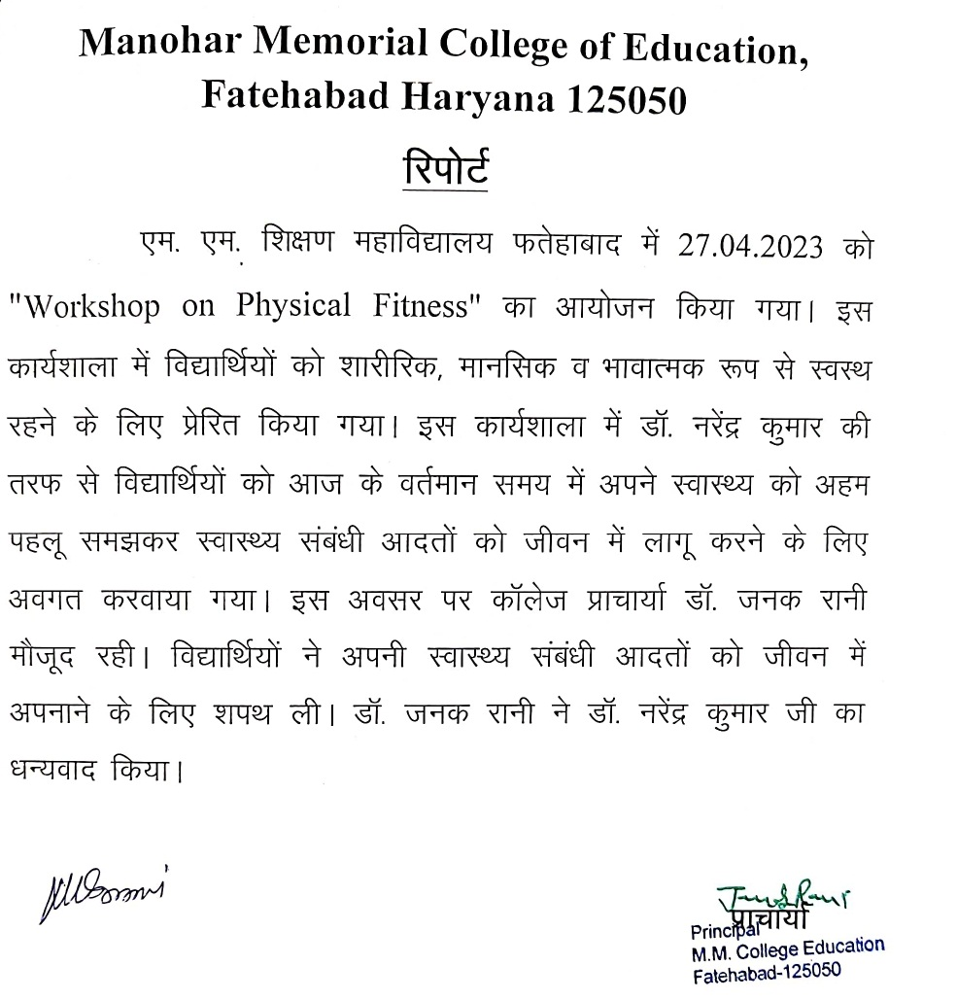 Manohar Memorial College of Education,
Fatehabad Haryana 125050
रिपोर्ट
एम. एम. शिक्षण महाविद्यालय फतेहाबाद में 27.04.2023 को
"Workshop on Physical Fitness" का आयोजन किया गया। इस
कार्यशाला में विद्यार्थियों को शारीरिक, मानसिक व भावात्मक रूप से स्वस्थ
रहने के लिए प्रेरित किया गया। इस कार्यशाला में डॉ. नरेंद्र कुमार की
तरफ से विद्यार्थियों को आज के वर्तमान समय में अपने स्वास्थ्य को अहम
पहलू समझकर स्वास्थ्य संबंधी आदतों को जीवन में लागू करने के लिए
अवगत करवाया गया। इस अवसर पर कॉलेज प्राचार्या डॉ. जनक रानी
मौजूद रही। विद्यार्थियों ने अपनी स्वास्थ्य संबंधी आदतों को जीवन में
अपनाने के लिए शपथ ली। डॉ. जनक रानी ने डॉ. नरेंद्र कुमार जी का
धन्यवाद किया।
प्राचार्या
Principal
M.M. College Education
Fatehabad-125050